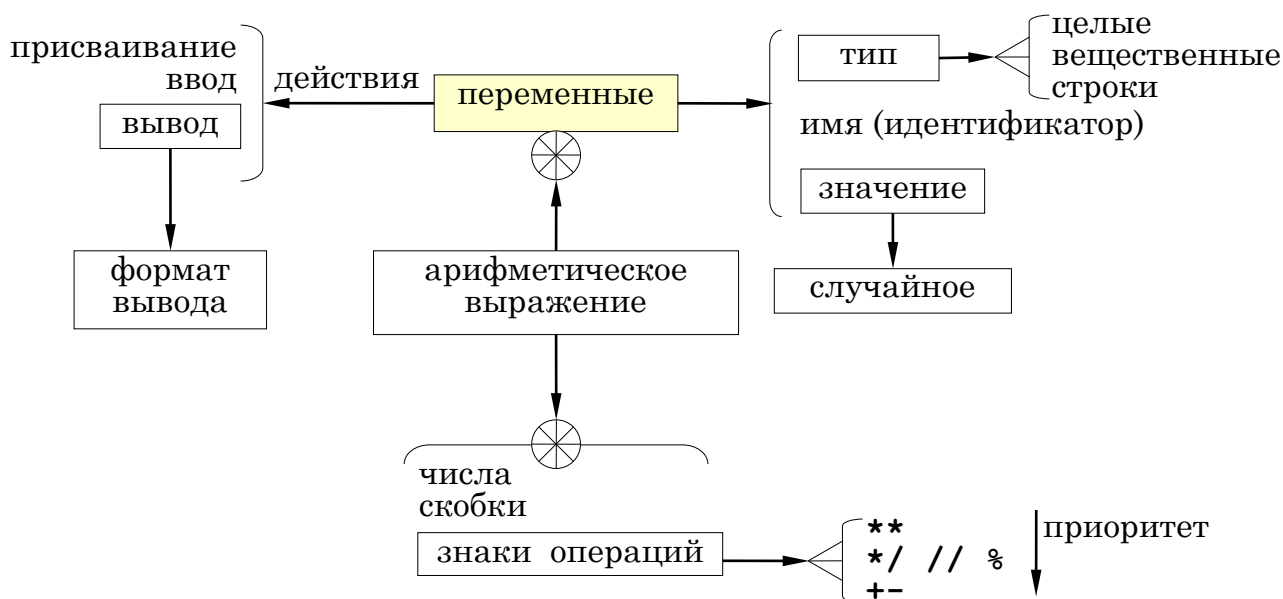 присваивание
ввод
вывод
формат
вывода
действия
переменные
арифметическое
выражение
тип
целые
вещественные
строки
имя (идентификатор)
значение
случайное
числа
скобки
знаки операций
**
*/ // %
+-
приоритет